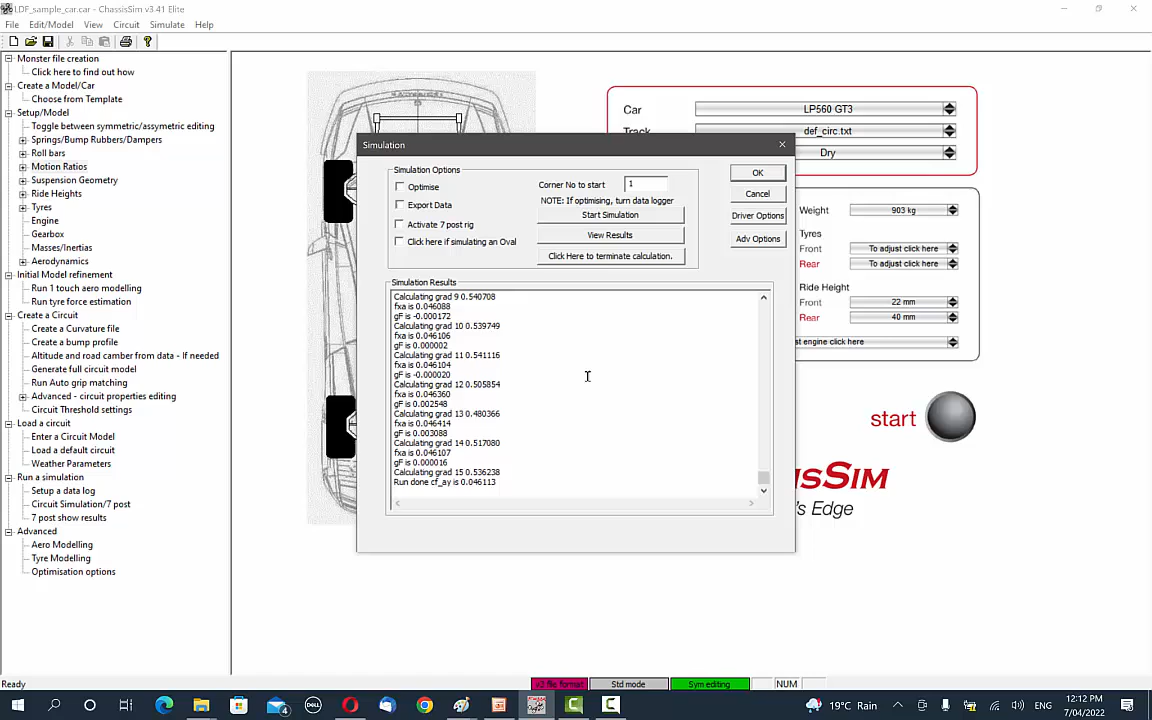 LDF_sample_car.car - ChassisSim v3.41 Elite
File Edit/Model View Circuit Simulate Help
Monster file creation
Click here to find out how
Create a Model/Car
Choose from Template
Setup/Model
Toggle between symmetric/assymetric editing
Springs/Bump Rubbers/Dampers
Roll bars
Motion Ratios
Suspension Geometry
Ride Heights
Tyres
Engine
Gearbox
Masses/Inertias
Aerodynamics
Initial Model refinement
Run 1 touch aero modelling
Run tyre force estimation
Create a Circuit
Create a Curvature file
Create a bump profile
Altitude and road camber from data - If needed
Generate full circuit model
Run Auto grip matching
Advanced - circuit properties editing
Circuit Threshold settings
Load a circuit
Enter a Circuit Model
Load a default circuit
Weather Parameters
Run a simulation
Setup a data log
Circuit Simulation/7 post
7 post show results
Advanced
Aero Modelling
Tyre Modelling
Optimisation options
Car LP560 GT3
Track def_circ.txt
Dry
Weight 903 kg
Tyres
Front To adjust click here
Rear To adjust click here
Ride Height
Front 22 mm
Rear 40 mm
st engine click here
start
isSim
's Edge
Simulation
Simulation Options
Optimise
Export Data
Activate 7 post rig
Click here if simulating an Oval
Corner No to start 1
NOTE: If optimising, turn data logger
Start Simulation
View Results
Click Here to terminate calculation.
OK
Cancel
Driver Options
Adv Options
Simulation Results
Calculating grad 9 0.540708
fxa is 0.046088
gF is -0.000172
Calculating grad 10 0.539749
fxa is 0.046106
gF is 0.000002
Calculating grad 11 0.541116
fxa is 0.046104
gF is -0.000020
Calculating grad 12 0.505854
fxa is 0.046360
gF is 0.002548
Calculating grad 13 0.480366
fxa is 0.046414
gF is 0.003088
Calculating grad 14 0.517080
fxa is 0.046107
gF is 0.000016
Calculating grad 15 0.536238
Run done cf_ay is 0.046113
Ready
v2 file format Std mode Sym editing NUM
19°C Rain ENG
12:12 PM
7/04/2022